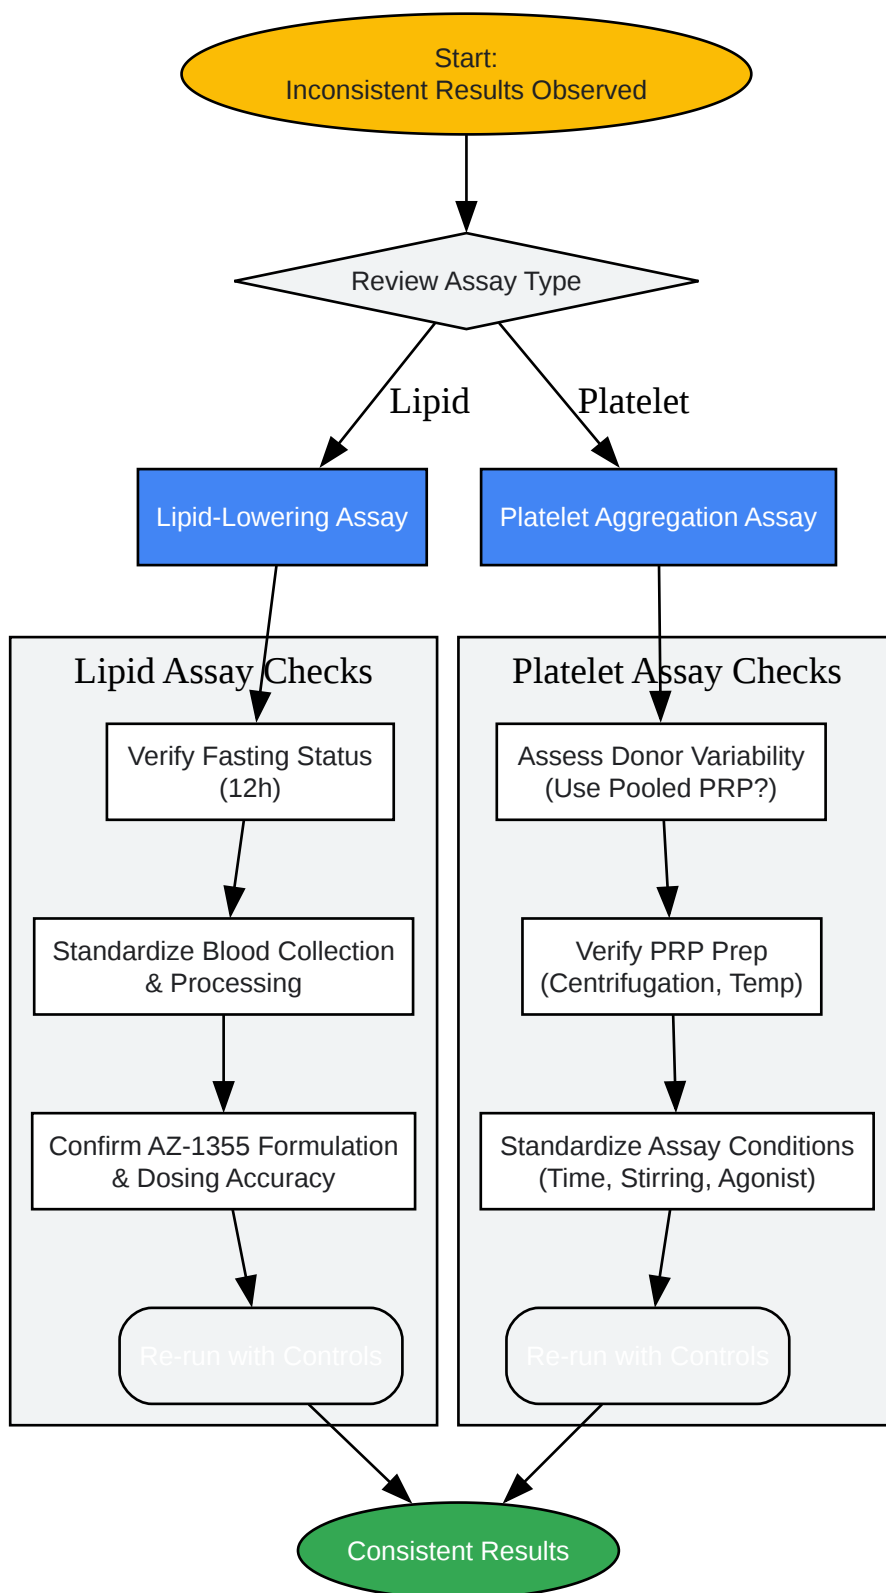 Start:
Inconsistent Results Observed
Review Assay Type
Lipid
Platelet
Lipid-Lowering Assay
Platelet Aggregation Assay
Lipid Assay Checks
Verify Fasting Status
(12h)
Standardize Blood Collection
& Processing
Confirm AZ-1355 Formulation
& Dosing Accuracy
Re-run with Controls
Platelet Assay Checks
Assess Donor Variability
(Use Pooled PRP?)
Verify PRP Prep
(Centrifugation, Temp)
Standardize Assay Conditions
(Time, Stirring, Agonist)
Re-run with Controls
Consistent Results